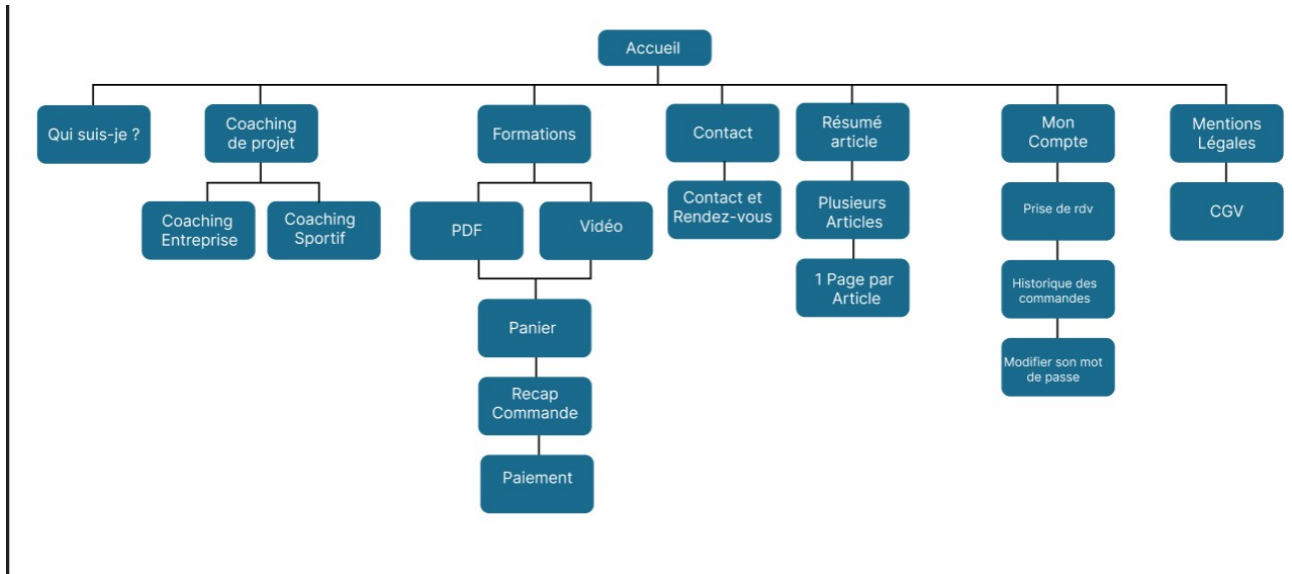 Accueil
Qui suis-je ?
Coaching
de projet
Formations
Contact
Résumé
article
Mon
Compte
Mentions
Légales
Coaching
Entreprise
Coaching
Sportif
PDF
Vidéo
Contact et
Rendez-vous
Plusieurs
Articles
Prise de rdv
CGV
1 Page par
Article
Historique des
commandes
Panier
Modifier son mot
de passe
Recap
Commande
Paiement